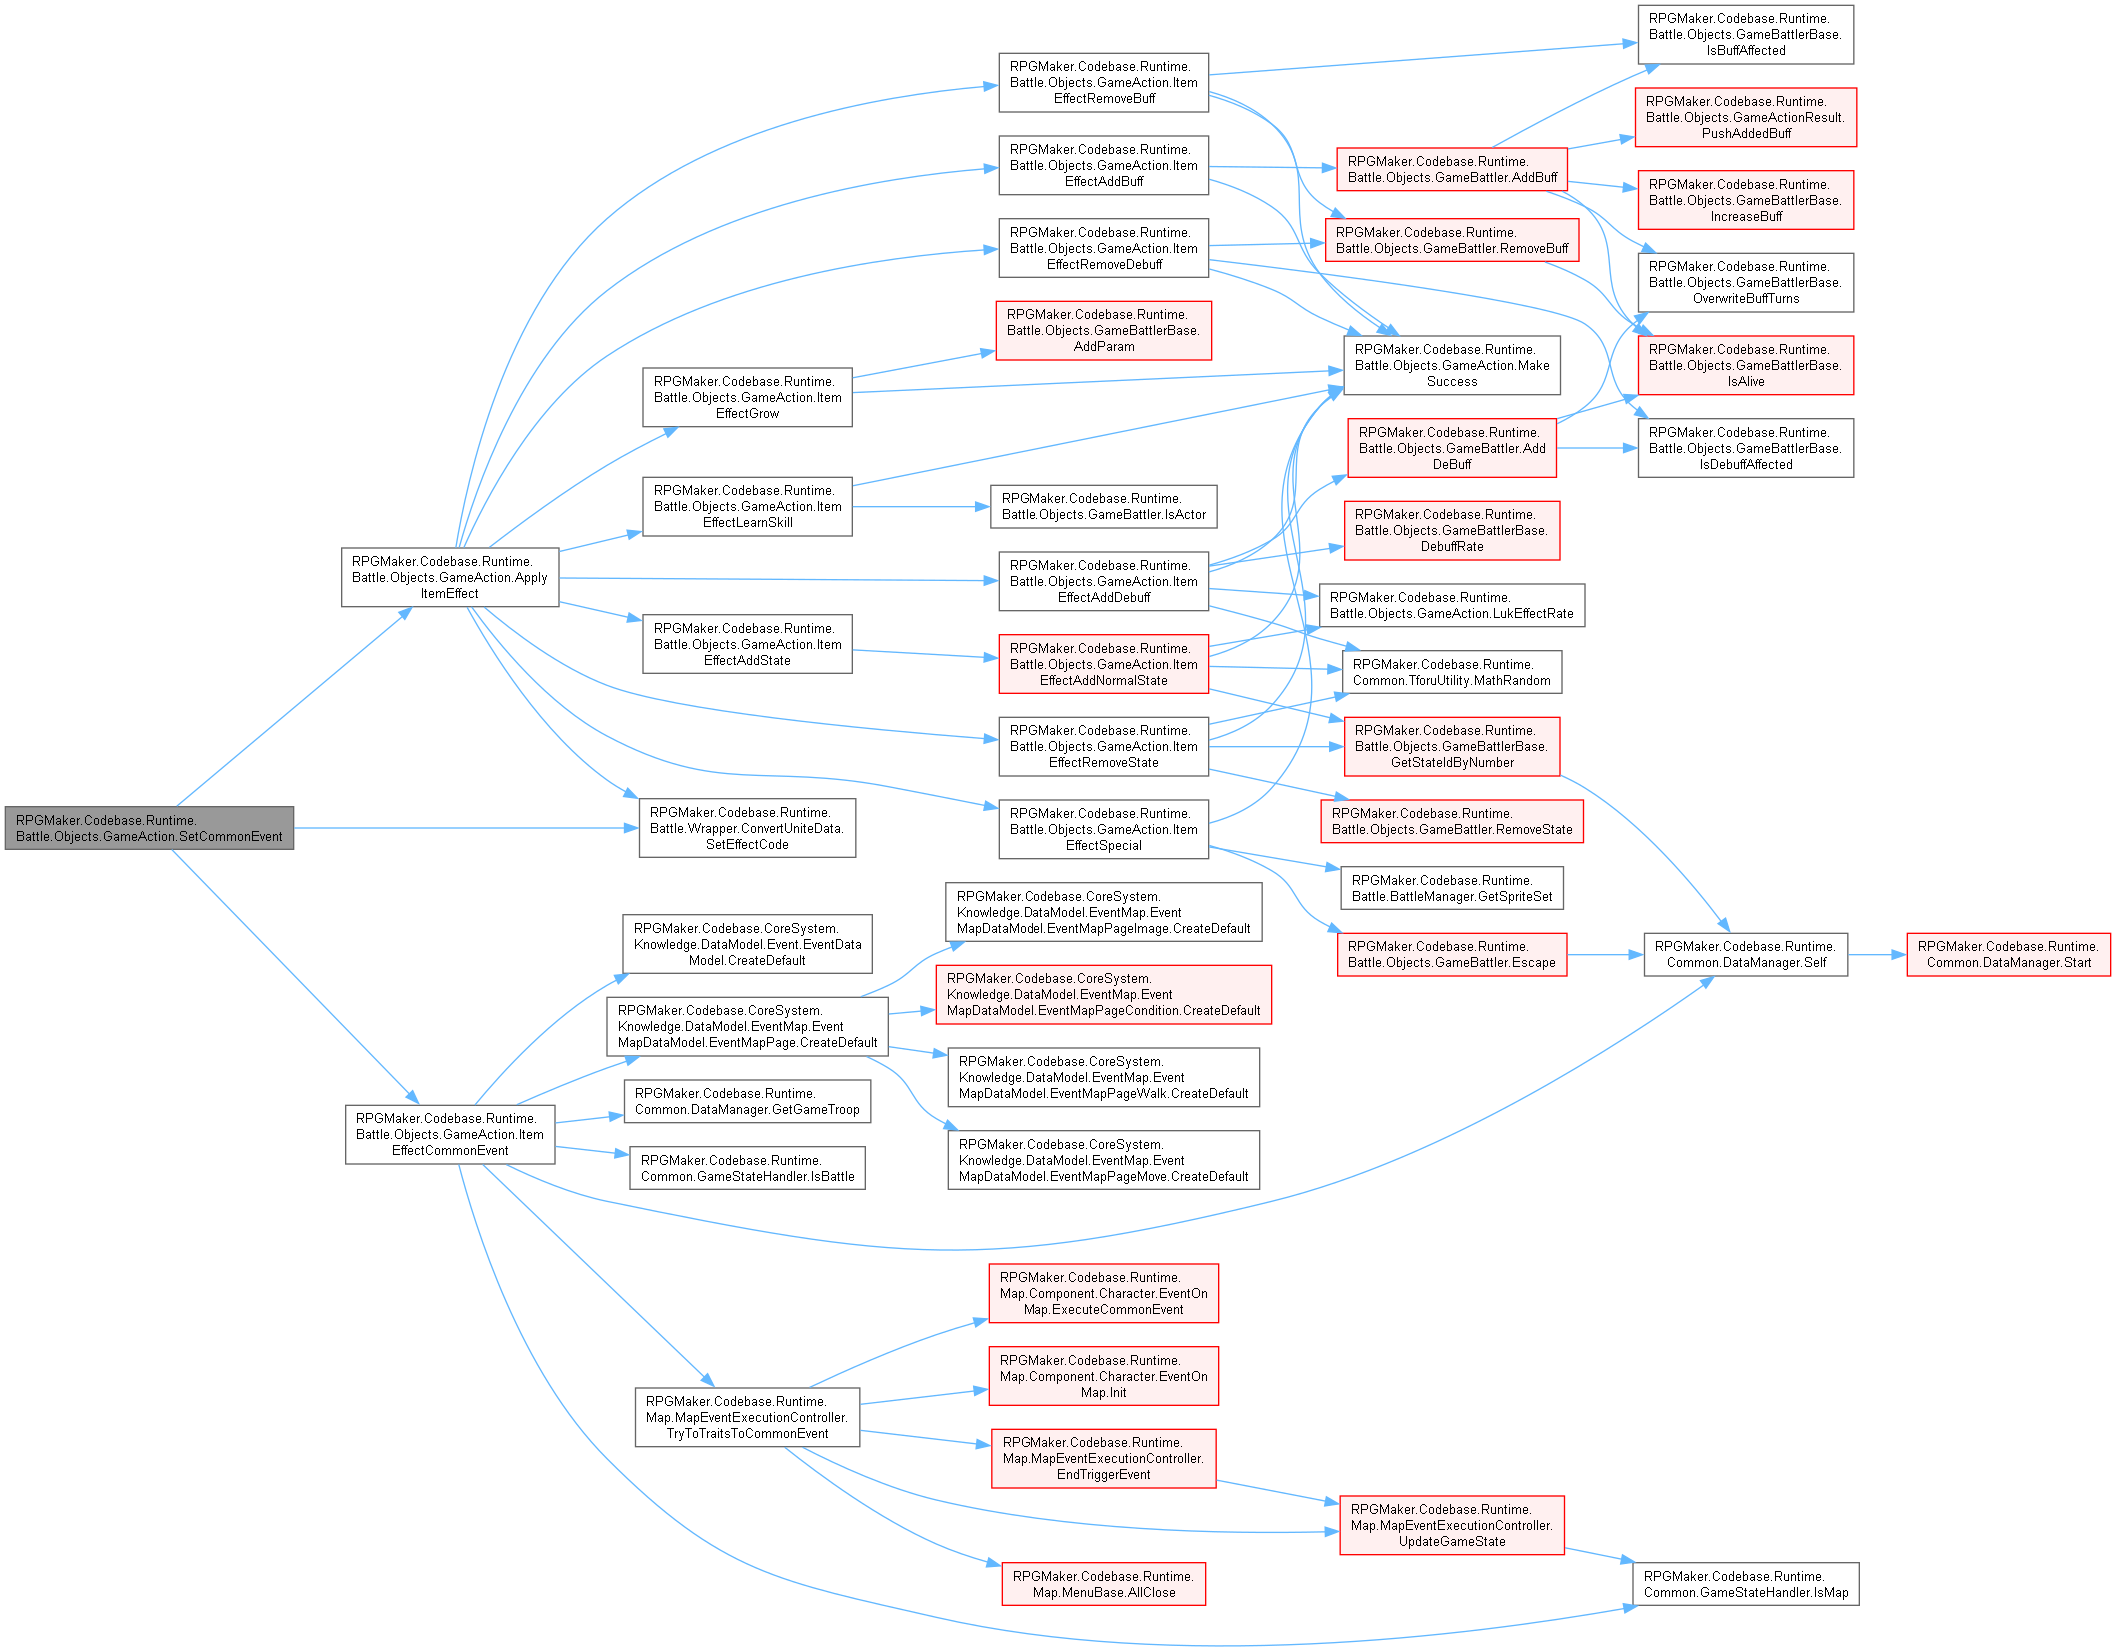 RPGMaker.Codebase.Runtime.
Battle.Objects.GameAction.SetCommonEvent
RPGMaker.Codebase.Runtime.
Battle.Objects.GameAction.Apply
ItemEffect
RPGMaker.Codebase.Runtime.
Battle.Objects.GameAction.Item
EffectCommonEvent
RPGMaker.Codebase.Runtime.
Battle.Objects.GameAction.Item
EffectGrow
RPGMaker.Codebase.Runtime.
Battle.Objects.GameAction.Item
EffectLearnSkill
RPGMaker.Codebase.Runtime.
Battle.Objects.GameAction.Item
EffectAddState
RPGMaker.Codebase.Runtime.
Battle.Wrapper.ConvertUniteData.
SetEffectCode
RPGMaker.Codebase.CoreSystem.
Knowledge.DataModel.Event.EventData
Model.CreateDefault
RPGMaker.Codebase.CoreSystem.
Knowledge.DataModel.EventMap.Event
MapDataModel.EventMapPage.CreateDefault
RPGMaker.Codebase.Runtime.
Common.DataManager.GetGameTroop
RPGMaker.Codebase.Runtime.
Common.GameStateHandler.IsBattle
RPGMaker.Codebase.Runtime.
Map.MapEventExecutionController.
TryToTraitsToCommonEvent
RPGMaker.Codebase.Runtime.
Battle.Objects.GameAction.Item
EffectRemoveBuff
RPGMaker.Codebase.Runtime.
Battle.Objects.GameAction.Item
EffectAddBuff
RPGMaker.Codebase.Runtime.
Battle.Objects.GameAction.Item
EffectRemoveDebuff
RPGMaker.Codebase.Runtime.
Battle.Objects.GameBattlerBase.
AddParam
RPGMaker.Codebase.Runtime.
Battle.Objects.GameBattler.IsActor
RPGMaker.Codebase.Runtime.
Battle.Objects.GameAction.Item
EffectAddDebuff
RPGMaker.Codebase.Runtime.
Battle.Objects.GameAction.Item
EffectAddNormalState
RPGMaker.Codebase.Runtime.
Battle.Objects.GameAction.Item
EffectRemoveState
RPGMaker.Codebase.Runtime.
Battle.Objects.GameAction.Item
EffectSpecial
RPGMaker.Codebase.CoreSystem.
Knowledge.DataModel.EventMap.Event
MapDataModel.EventMapPageImage.CreateDefault
RPGMaker.Codebase.CoreSystem.
Knowledge.DataModel.EventMap.Event
MapDataModel.EventMapPageCondition.CreateDefault
RPGMaker.Codebase.CoreSystem.
Knowledge.DataModel.EventMap.Event
MapDataModel.EventMapPageWalk.CreateDefault
RPGMaker.Codebase.CoreSystem.
Knowledge.DataModel.EventMap.Event
MapDataModel.EventMapPageMove.CreateDefault
RPGMaker.Codebase.Runtime.
Map.Component.Character.EventOn
Map.ExecuteCommonEvent
RPGMaker.Codebase.Runtime.
Map.Component.Character.EventOn
Map.Init
RPGMaker.Codebase.Runtime.
Map.MapEventExecutionController.
EndTriggerEvent
RPGMaker.Codebase.Runtime.
Map.MenuBase.AllClose
RPGMaker.Codebase.Runtime.
Battle.Objects.GameBattler.AddBuff
RPGMaker.Codebase.Runtime.
Battle.Objects.GameBattler.RemoveBuff
RPGMaker.Codebase.Runtime.
Battle.Objects.GameAction.Make
Success
RPGMaker.Codebase.Runtime.
Battle.Objects.GameBattler.Add
DeBuff
RPGMaker.Codebase.Runtime.
Battle.Objects.GameBattlerBase.
DebuffRate
RPGMaker.Codebase.Runtime.
Battle.Objects.GameAction.LukEffectRate
RPGMaker.Codebase.Runtime.
Common.TforuUtility.MathRandom
RPGMaker.Codebase.Runtime.
Battle.Objects.GameBattlerBase.
GetStateIdByNumber
RPGMaker.Codebase.Runtime.
Battle.Objects.GameBattler.RemoveState
RPGMaker.Codebase.Runtime.
Battle.BattleManager.GetSpriteSet
RPGMaker.Codebase.Runtime.
Battle.Objects.GameBattler.Escape
RPGMaker.Codebase.Runtime.
Map.MapEventExecutionController.
UpdateGameState
RPGMaker.Codebase.Runtime.
Battle.Objects.GameBattlerBase.
IsBuffAffected
RPGMaker.Codebase.Runtime.
Battle.Objects.GameActionResult.
PushAddedBuff
RPGMaker.Codebase.Runtime.
Battle.Objects.GameBattlerBase.
IncreaseBuff
RPGMaker.Codebase.Runtime.
Battle.Objects.GameBattlerBase.
OverwriteBuffTurns
RPGMaker.Codebase.Runtime.
Battle.Objects.GameBattlerBase.
IsAlive
RPGMaker.Codebase.Runtime.
Battle.Objects.GameBattlerBase.
IsDebuffAffected
RPGMaker.Codebase.Runtime.
Common.DataManager.Self
RPGMaker.Codebase.Runtime.
Common.GameStateHandler.IsMap
RPGMaker.Codebase.Runtime.
Common.DataManager.Start